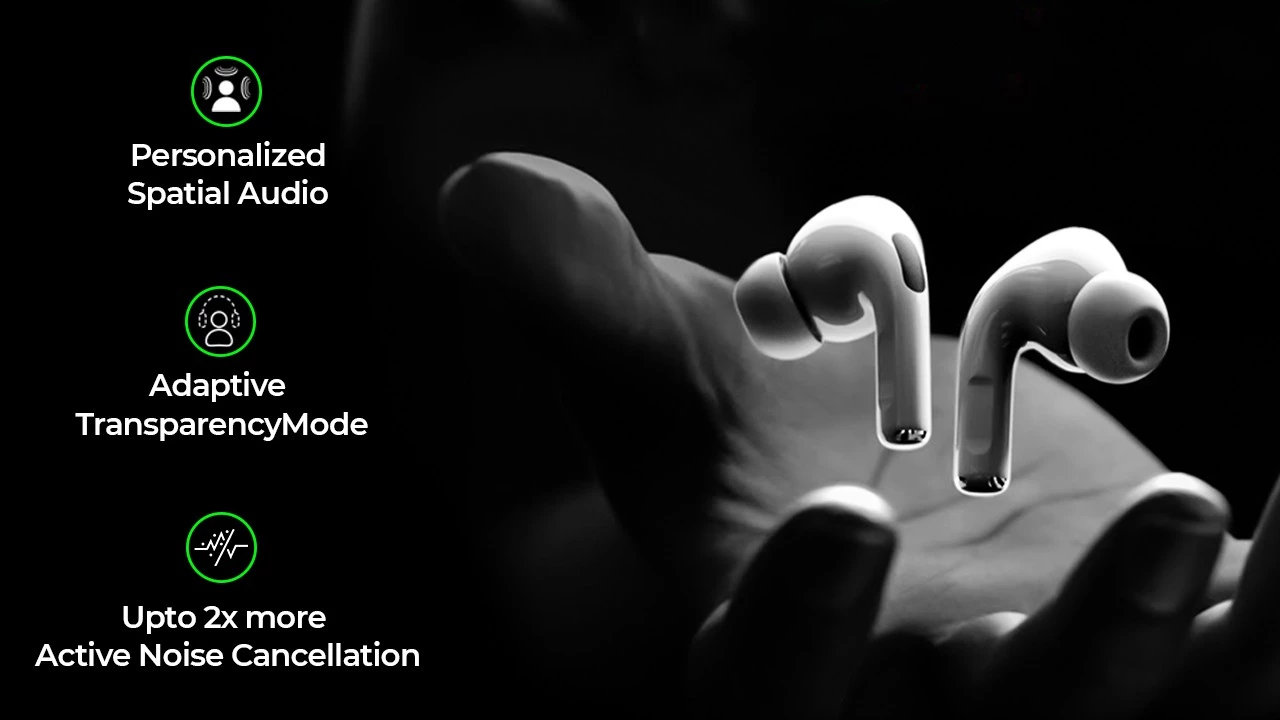 Personalized
Spatial Audio
Adaptive
TransparencyMode
Upto 2x more
Active Noise Cancellation